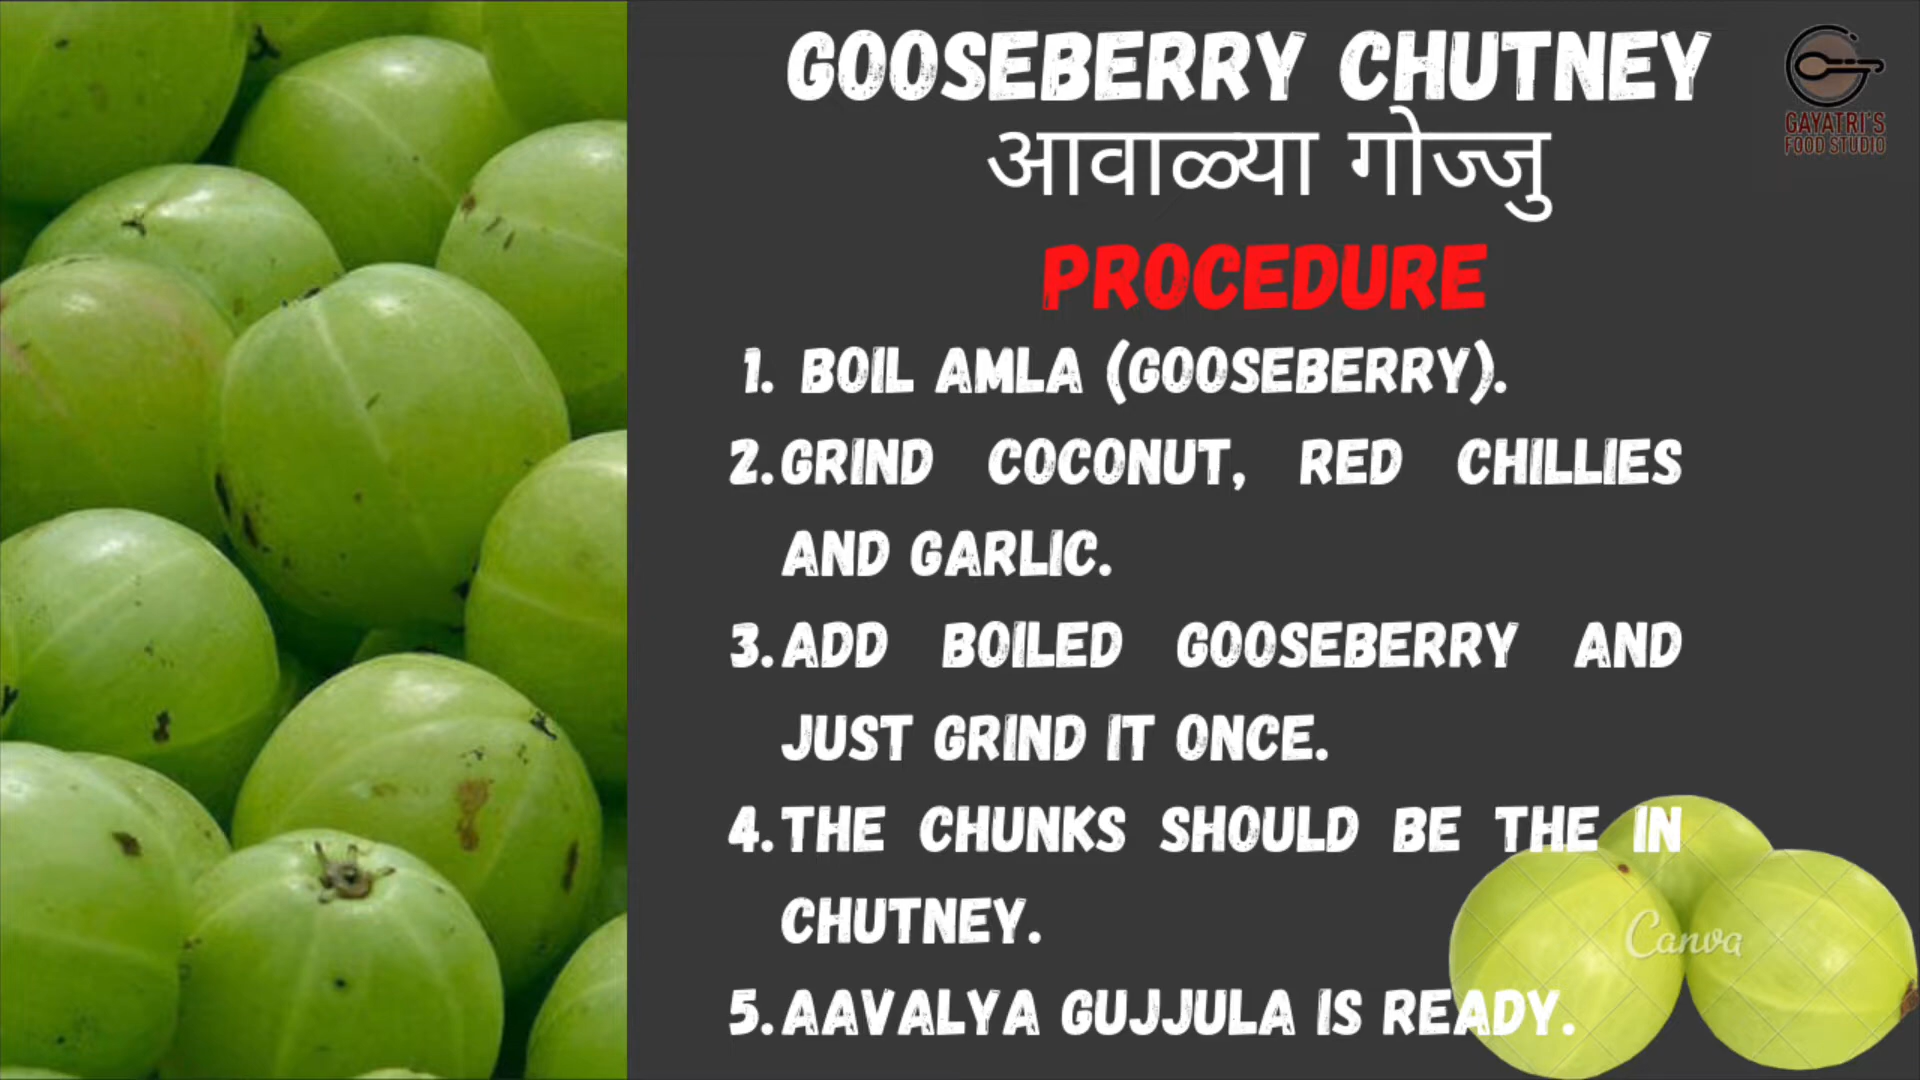 GOOSEBERRY CHUTNEY
आवाळ्या गोज्जु
GAYATRI'S
FOOD STUDIO
PROCEDURE
1. BOIL AMLA (GOOSEBERRY).
2. GRIND COCONUT, RED CHILLIES
AND GARLIC.
3. ADD BOILED GOOSEBERRY AND
JUST GRIND IT ONCE.
4. THE CHUNKS SHOULD BE THE IN
CHUTNEY.
Canva
5. AAVALYA GUJJULA IS READY.